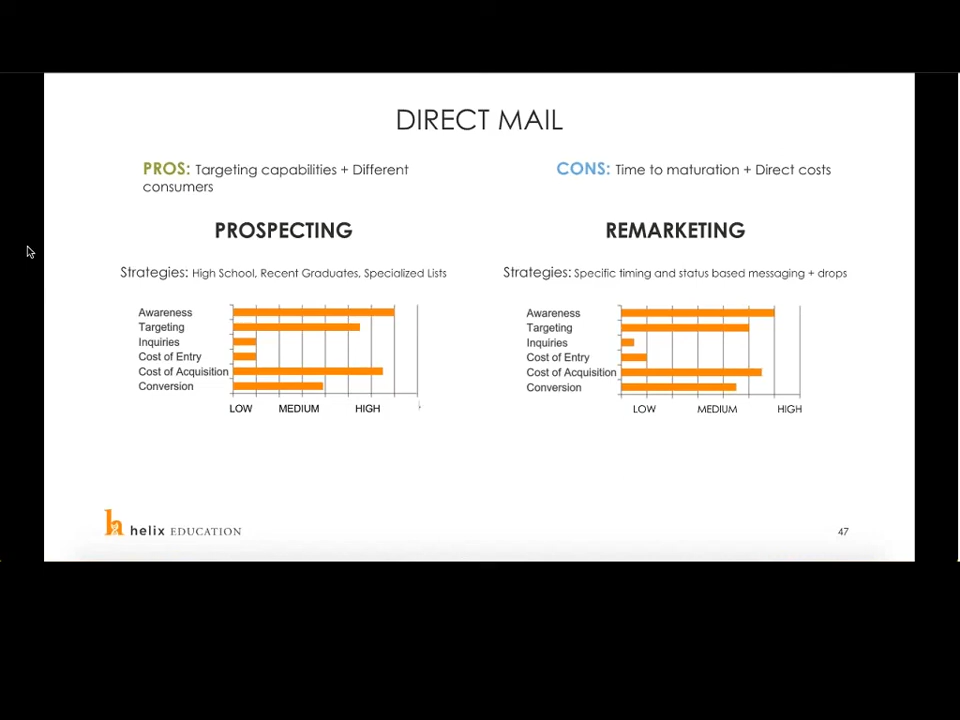 DIRECT MAIL
PROS: Targeting capabilities + Different
consumers
CONS: Time to maturation + Direct costs
PROSPECTING
Strategies: High School, Recent Graduates, Specialized Lists
Awareness
Targeting
Inquiries
Cost of Entry
Cost of Acquisition
Conversion
LOW MEDIUM HIGH
REMARKETING
Strategies: Specific timing and status based messaging + drops
Awareness
Targeting
Inquiries
Cost of Entry
Cost of Acquisition
Conversion
LOW MEDIUM HIGH
helix EDUCATION
47